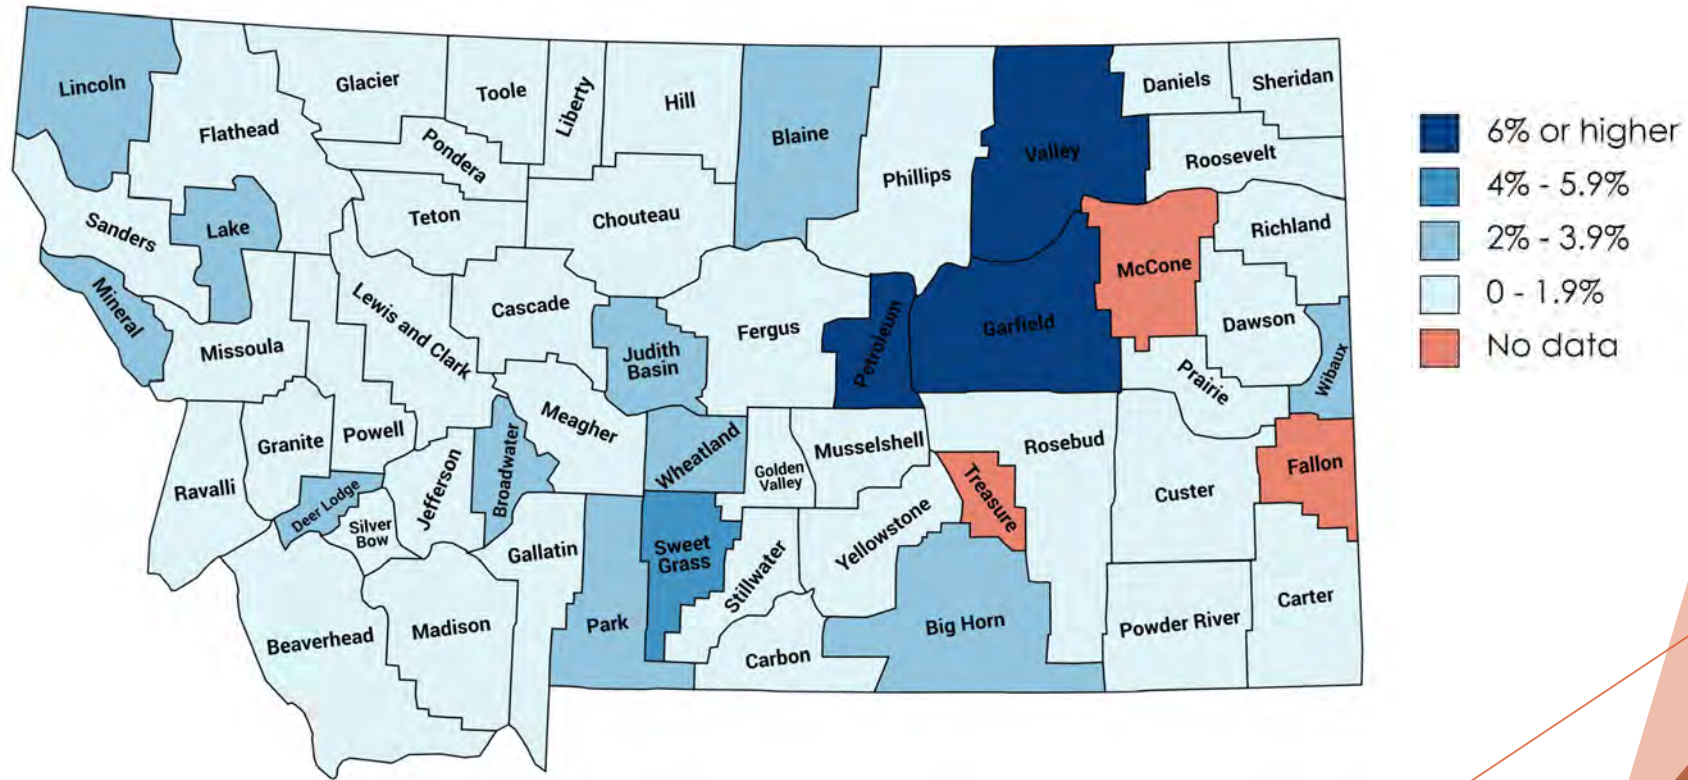 Lincoln
Flathead
Glacier
Toole
Liberty
Hill
Blaine
Phillips
Valley
Daniels
Sheridan
Roosevelt
Pondera
Teton
Chouteau
Sanders
Lake
Richland
McCone
Garfield
Petroleum
Dawson
Prairie
Wibaux
Mineral
Missoula
Lewis and Clark
Cascade
Judith
Basin
Fergus
Meagher
Broadwater
Wheatland
Golden
Valley
Musselshell
Rosebud
Treasure
Custer
Fallon
Ravalli
Granite
Powell
Deer Lodge
Silver
Bow
Jefferson
Gallatin
Sweet
Grass
Stillwater
Yellowstone
Beaverhead
Madison
Park
Carbon
Big Horn
Powder River
Carter
6% or higher
4% - 5.9%
2% - 3.9%
0 - 1.9%
No data